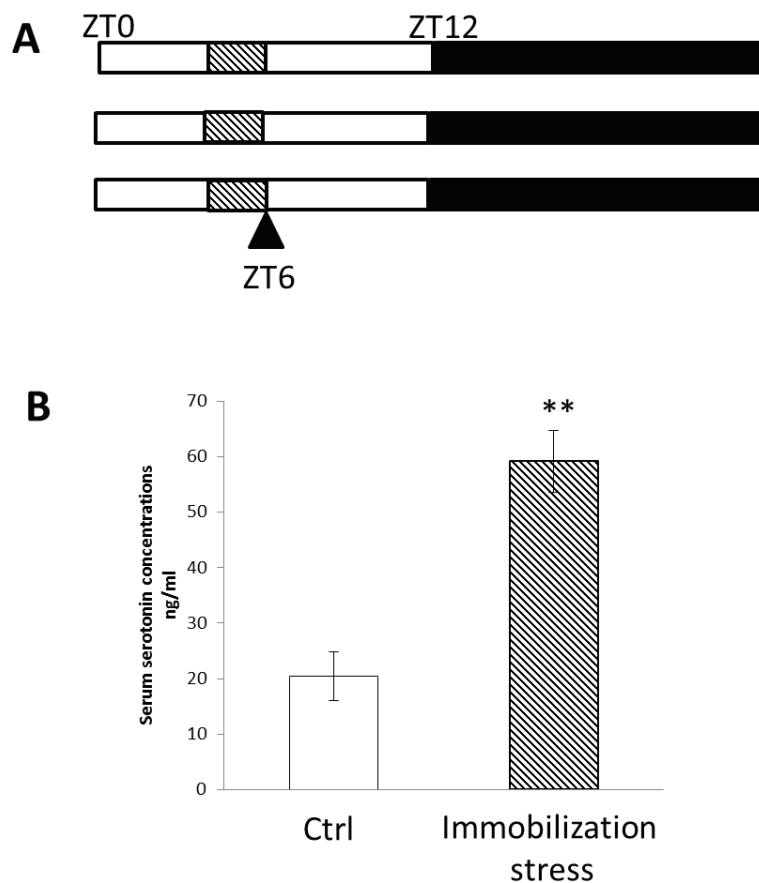 A
ZT0 ZT12
ZT6
B
Serum serotonin concentrations
ng/ml
70
60
50
40
30
20
10
0
**
Ctrl
Immobilization
stress